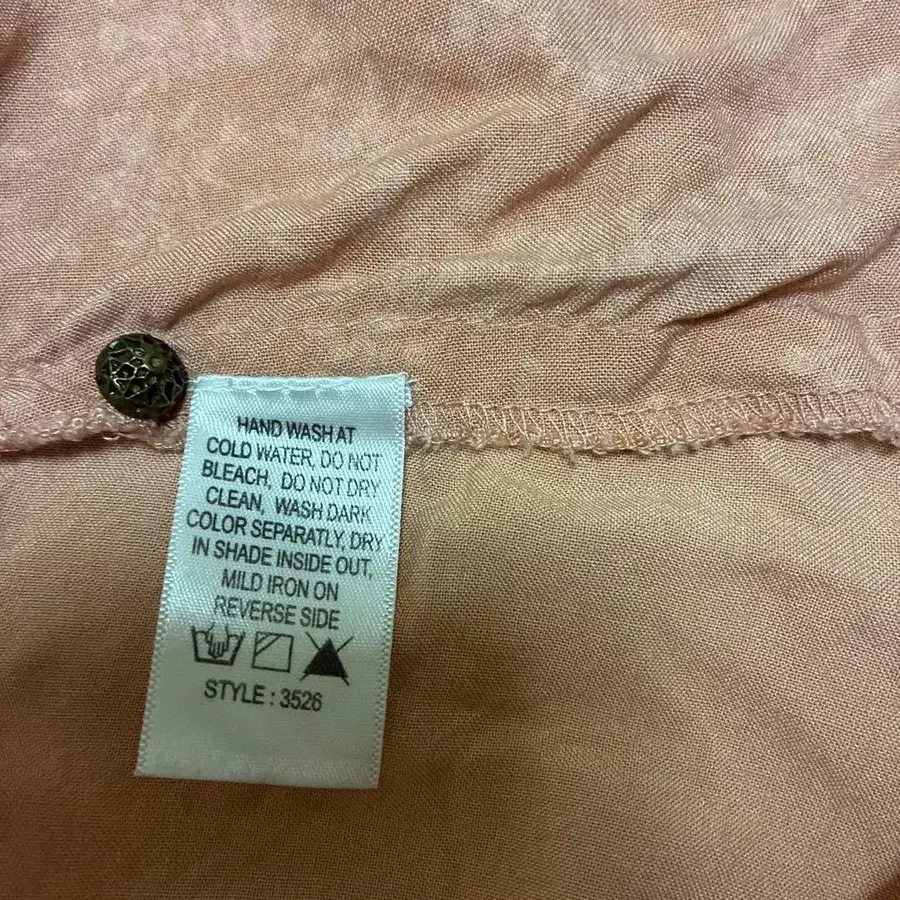 HAND WASH AT
COLD WATER, DO NOT
BLEACH, DO NOT DRY
CLEAN, WASH DARK
COLOR SEPARATLY, DRY
IN SHADE INSIDE OUT,
MILD IRON ON
REVERSE SIDE
STYLE : 3526